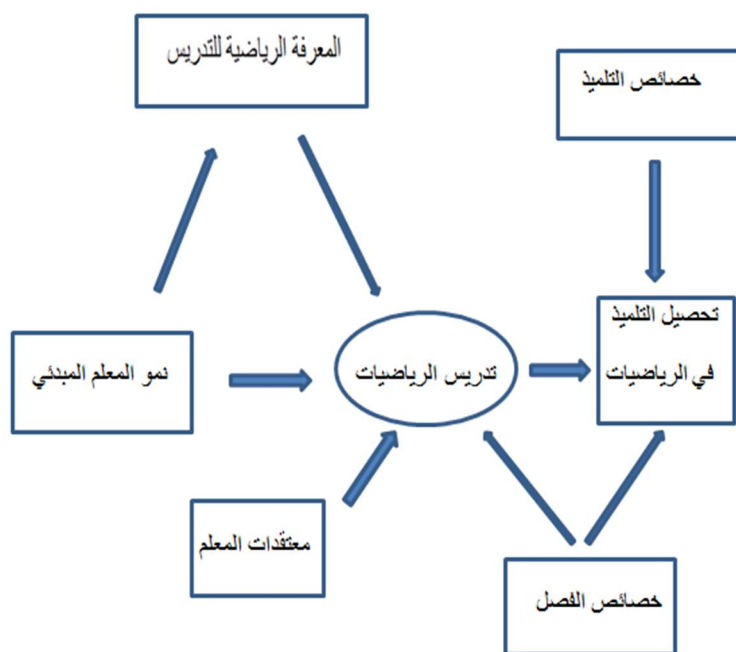 المعرفة الرياضية للتدريس
خصائص التلميذ
تحصيل التلميذ
في الرياضيات
تدريس الرياضيات
نمو المعلم المبدئي
معتقدات المعلم
خصائص الفصل